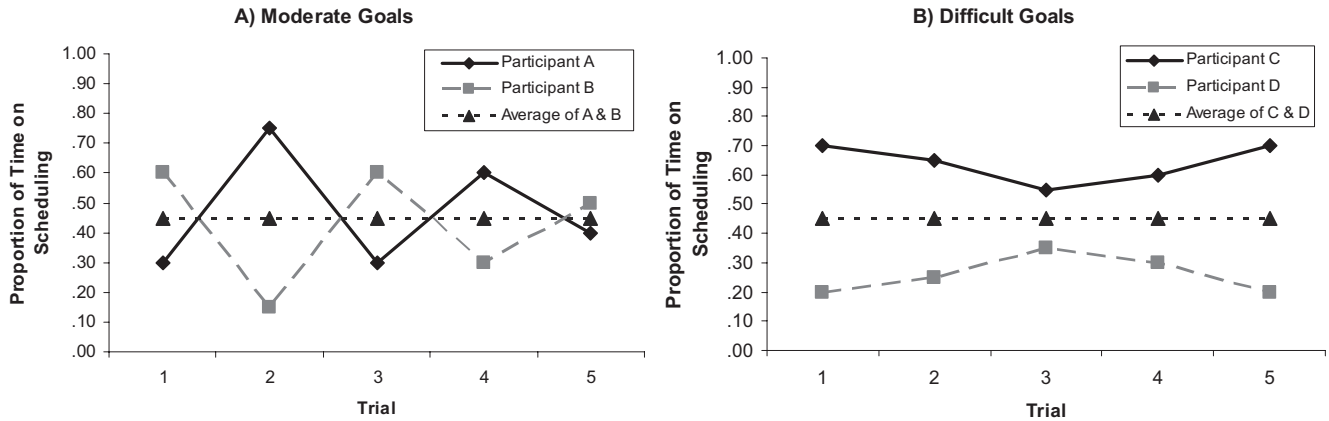 A) Moderate Goals
Proportion of Time on
Scheduling
1.00
.90
.80
.70
.60
.50
.40
.30
.20
.10
.00
Participant A
Participant B
Average of A & B
1 2 3 4 5
Trial
B) Difficult Goals
Proportion of Time on
Scheduling
1.00
.90
.80
.70
.60
.50
.40
.30
.20
.10
.00
Participant C
Participant D
Average of C & D
1 2 3 4 5
Trial